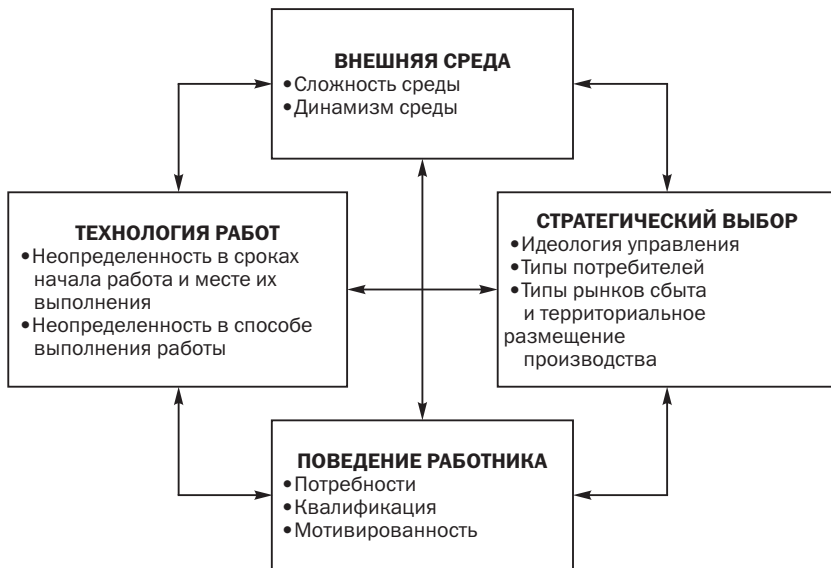 ВНЕШНЯЯ СРЕДА
•Сложность среды
•Динамизм среды
ТЕХНОЛОГИЯ РАБОТ
•Неопределенность в сроках
начала работа и месте их
выполнения
•Неопределенность в способе
выполнения работы
СТРАТЕГИЧЕСКИЙ ВЫБОР
•Идеология управления
•Типы потребителей
•Типы рынков сбыта
и территориальное
размещение
производства
ПОВЕДЕНИЕ РАБОТНИКА
•Потребности
•Квалификация
•Мотивированность